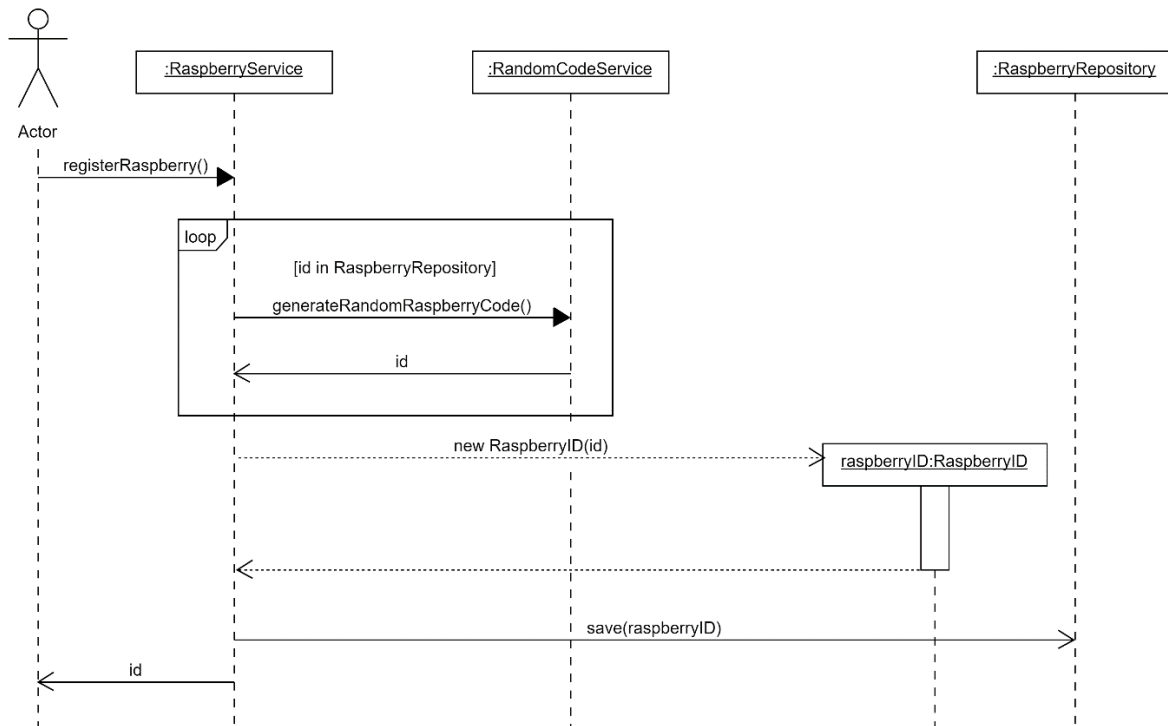 :RaspberryService
:RandomCodeService
:RaspberryRepository
Actor
registerRaspberry()
loop
[id in RaspberryRepository]
generateRandomRaspberryCode()
id
new RaspberryID(id)
raspberryID:RaspberryID
save(raspberryID)
id